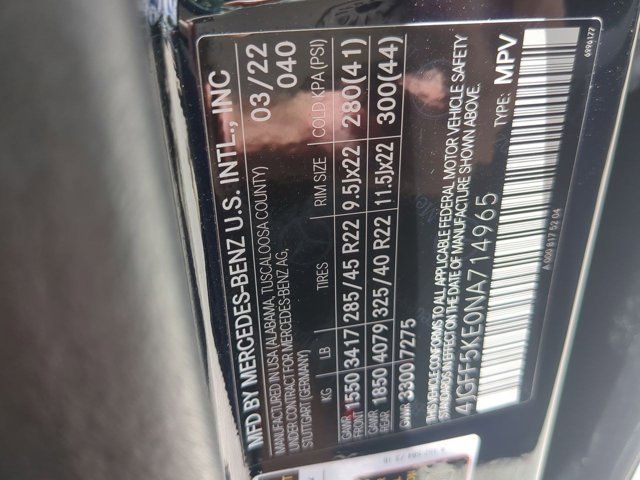 MFD BY MERCEDES-BENZ U.S. INTL., INC
MANUFACTURED IN USA (ALABAMA, TUSCALOOSA COUNTY) 03/22
UNDER CONTRACT FOR MERCEDES-BENZ AG, 040
STUTTGART (GERMANY)
KG LB TIRES RIM SIZE COLD KPA (PSI)
GAWR FRONT 1550 3417 285/45 R22 9.5Jx22 280(41)
GAWR REAR 1850 4079 325/40 R22 11.5Jx22 300(44)
GVWR 3300 7275
THIS VEHICLE CONFORMS TO ALL APPLICABLE FEDERAL MOTOR VEHICLE SAFETY
STANDARDS IN EFFECT ON THE DATE OF MANUFACTURE SHOWN ABOVE.
4JGFF5KE0NA714965 TYPE: MPV
A 000 817 52 04
6996177